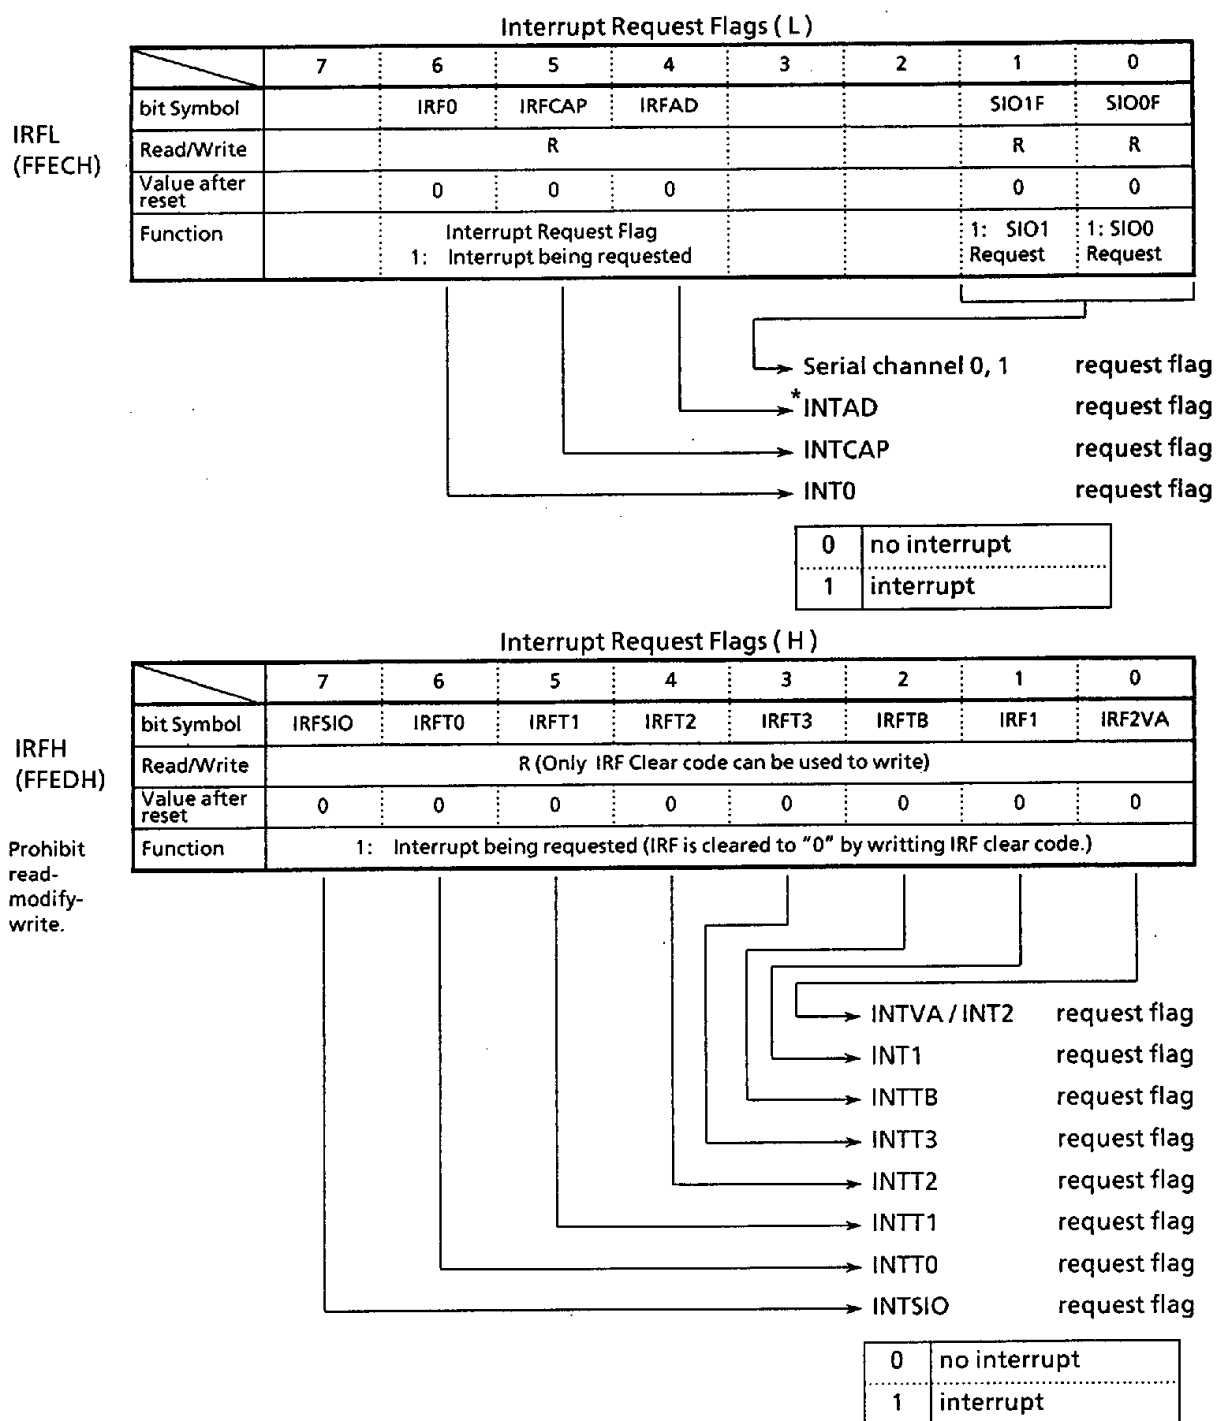 Interrupt Request Flags ( L )
7 6 5 4 3 2 1 0
bit Symbol IRF0 IRFCAP IRFAD SIO1F SIO0F
IRFL
(FFECH)
Read/Write R R R
Value after
reset 0 0 0 0 0
Function Interrupt Request Flag 1: SIO1 1: SIO0
1: Interrupt being requested Request Request
Serial channel 0, 1 request flag
*INTAD request flag
INTCAP request flag
INT0 request flag
0 no interrupt
1 interrupt
Interrupt Request Flags ( H )
7 6 5 4 3 2 1 0
bit Symbol IRFSIO IRFT0 IRFT1 IRFT2 IRFT3 IRFTB IRF1 IRF2VA
IRFH
(FFEDH)
Read/Write R (Only IRF Clear code can be used to write)
Value after
reset 0 0 0 0 0 0 0 0
Function 1: Interrupt being requested (IRF is cleared to "0" by writting IRF clear code.)
Prohibit
read-
modify-
write.
INTVA / INT2 request flag
INT1 request flag
INTTB request flag
INTT3 request flag
INTT2 request flag
INTT1 request flag
INTT0 request flag
INTSIO request flag
0 no interrupt
1 interrupt